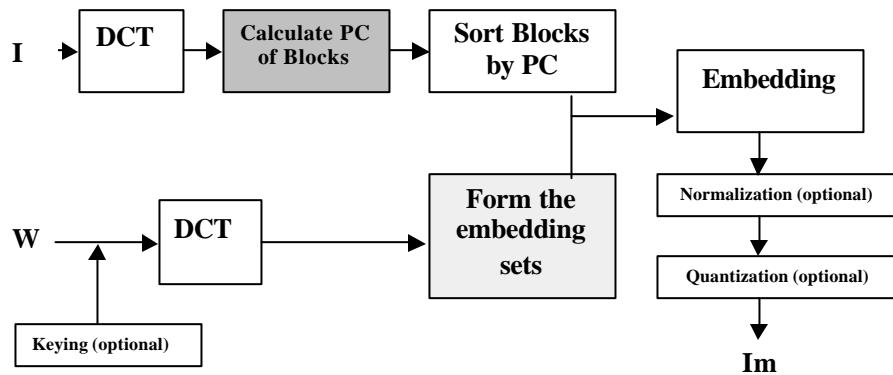 I
DCT
Calculate PC
of Blocks
Sort Blocks
by PC
Embedding
Normalization (optional)
Quantization (optional)
Im
W
DCT
Form the
embedding
sets
Keying (optional)